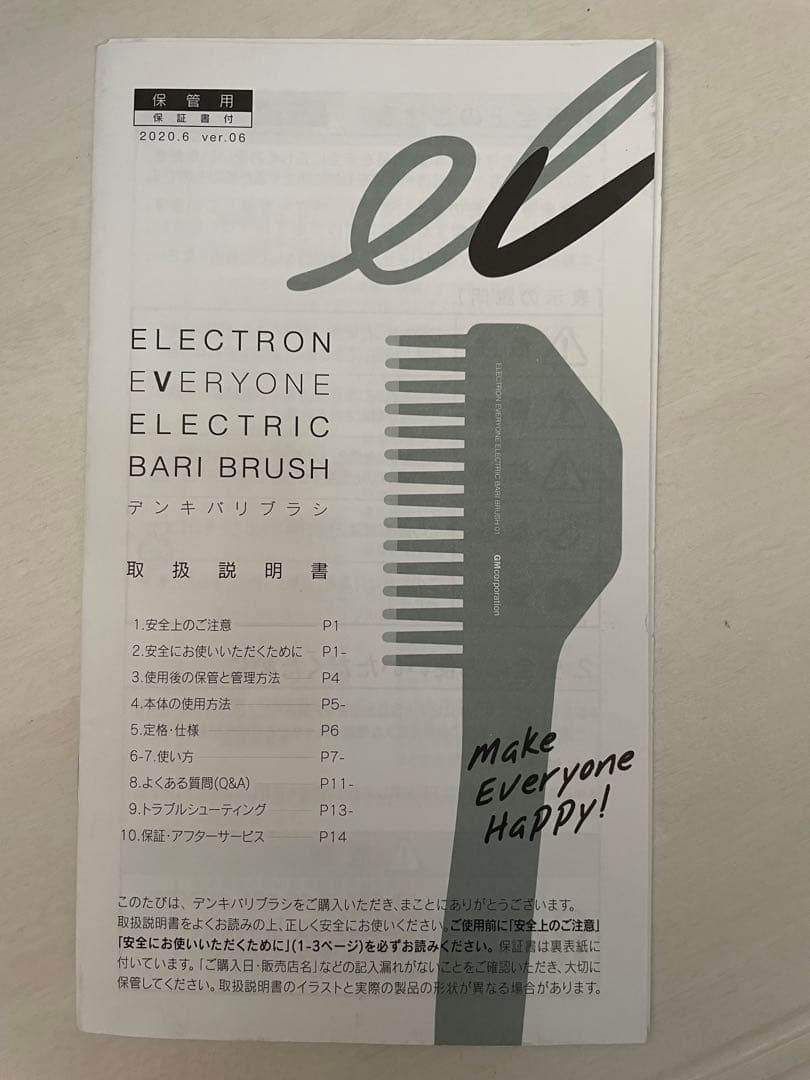 保管用
保証書付
2020.6 ver.06
el
ELECTRON
EVERYONE
ELECTRIC
BARI BRUSH
デンキバリブラシ
取扱説明書
ELECTRON EVERYONE ELECTRIC BARI BRUSH 01 GMcorporation
1.安全上のご注意 P1
2.安全にお使いいただくために P1-
3.使用後の保管と管理方法 P4
4.本体の使用方法 P5-
5.定格・仕様 P6
6-7.使い方 P7-
8.よくある質問(Q&A) P11-
9.トラブルシューティング P13-
10.保証・アフターサービス P14
make
Everyone
Happy!
このたびは、デンキバリブラシをご購入いただき、まことにありがとうございます。
取扱説明書をよくお読みの上、正しく安全にお使いください。ご使用前に「安全上のご注意」
「安全にお使いいただくために」(1-3ページ)を必ずお読みください。保証書は裏表紙に
付いています。「ご購入日・販売店名」などの記入漏れがないことをご確認いただき、大切に
保管してください。取扱説明書のイラストと実際の製品の形状が異なる場合があります。